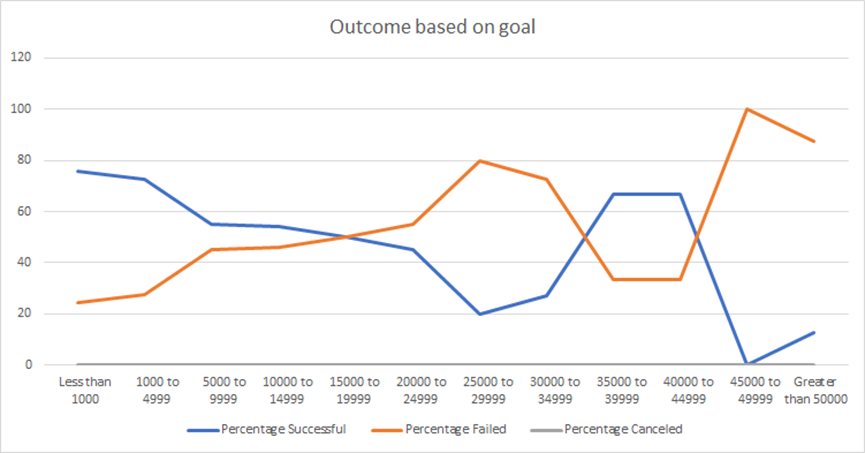 Outcome based on goal
120
100
80
60
40
20
0
Less than 1000
1000 to 4999
5000 to 9999
10000 to 14999
15000 to 19999
20000 to 24999
25000 to 29999
30000 to 34999
35000 to 39999
40000 to 44999
45000 to 49999
Greater than 50000
Percentage Successful
Percentage Failed
Percentage Canceled